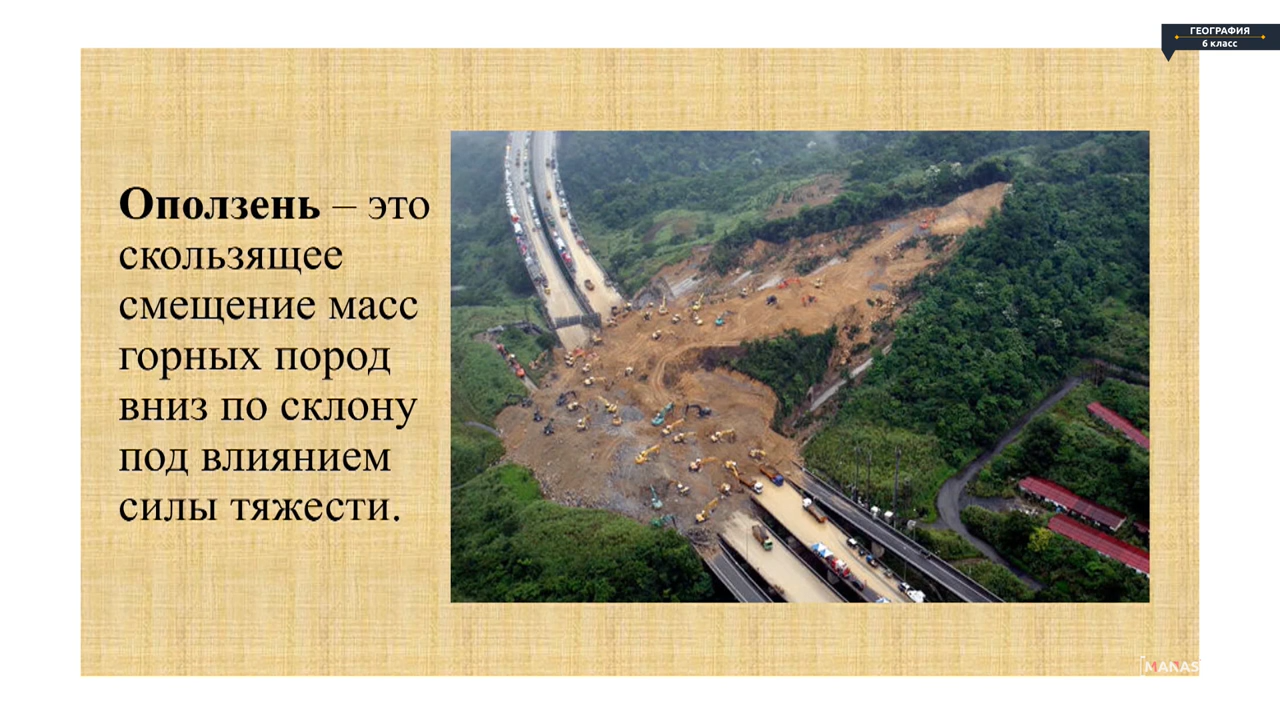 ГЕОГРАФИЯ
6 класс
Оползень – это
скользящее
смещение масс
горных пород
вниз по склону
под влиянием
силы тяжести.
MANAS